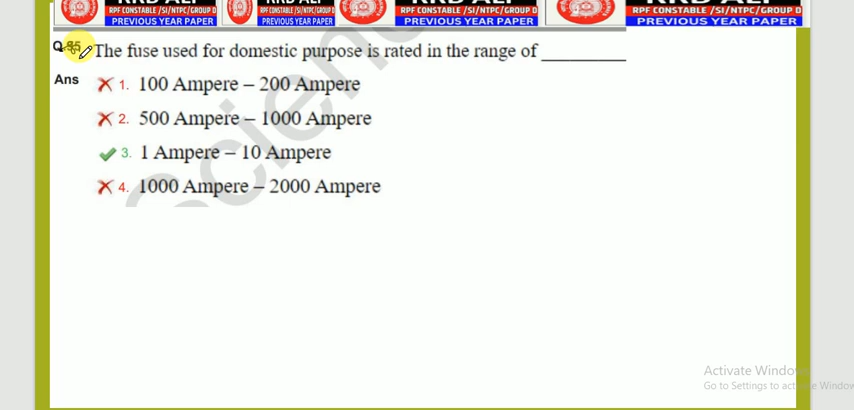 RPF CONSTABLE /SI/NTPC/GROUP D RPF CONSTABLE /SI/NTPC/GROUP D RPF CONSTABLE /SI/NTPC/GROUP D RPF CONSTABLE /SI/NTPC/GROUP D
PREVIOUS YEAR PAPER PREVIOUS YEAR PAPER PREVIOUS YEAR PAPER PREVIOUS YEAR PAPER
The fuse used for domestic purpose is rated in the range of ________
Ans 1. 100 Ampere – 200 Ampere
2. 500 Ampere – 1000 Ampere
3. 1 Ampere – 10 Ampere
4. 1000 Ampere – 2000 Ampere
Activate Windows
Go to Settings to activate Window